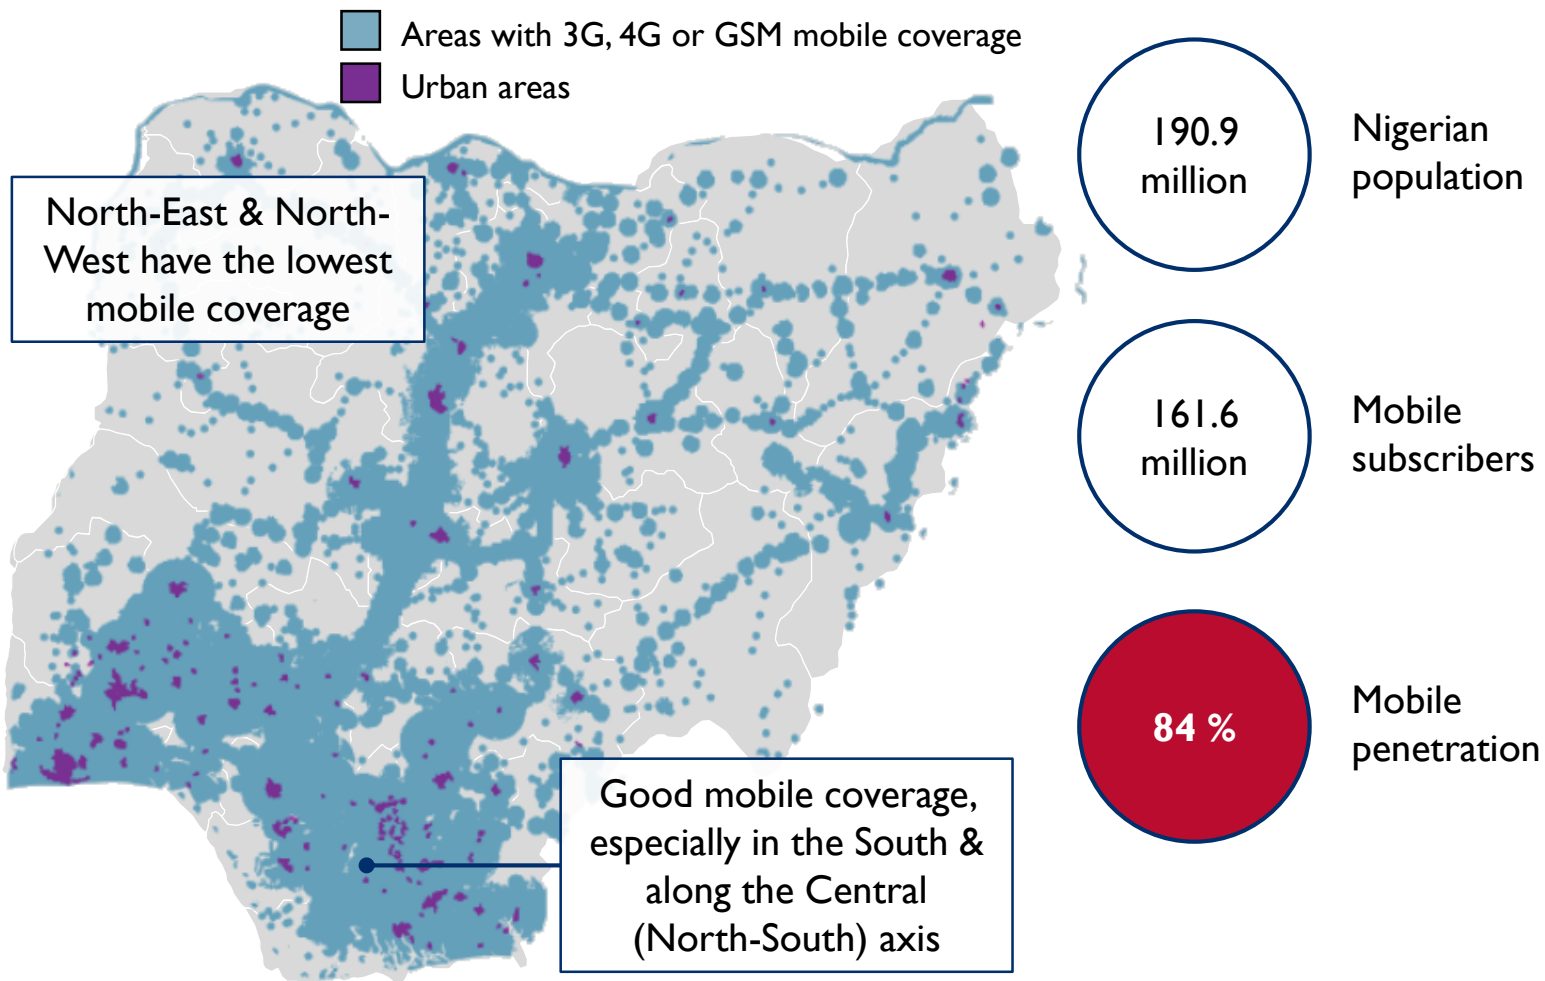 Areas with 3G, 4G or GSM mobile coverage
Urban areas
North-East & North-
West have the lowest
mobile coverage
Good mobile coverage,
especially in the South &
along the Central
(North-South) axis
190.9
million
Nigerian
population
161.6
million
Mobile
subscribers
84 %
Mobile
penetration